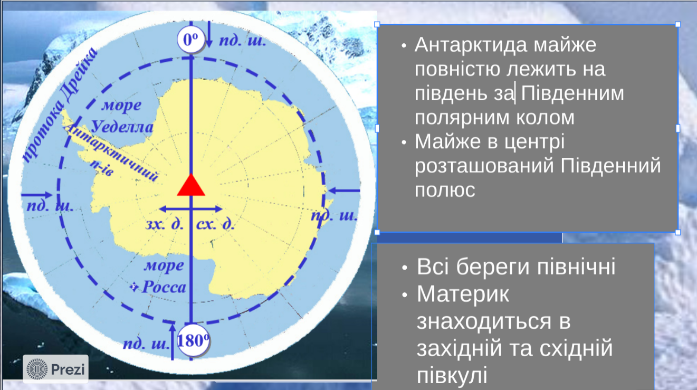 0º
пд. ш.
протока Дрейка
море
Уеделла
Антарктичний
п-ів
пд. ш.
пд. ш.
зх. д. сх. д.
море
Росса
пд. ш.
180º
Prezi
• Антарктида майже
повністю лежить на
південь за Південним
полярним колом
• Майже в центрі
розташований Південний
полюс
• Всі береги північні
• Материк
знаходиться в
західній та східній
півкулі